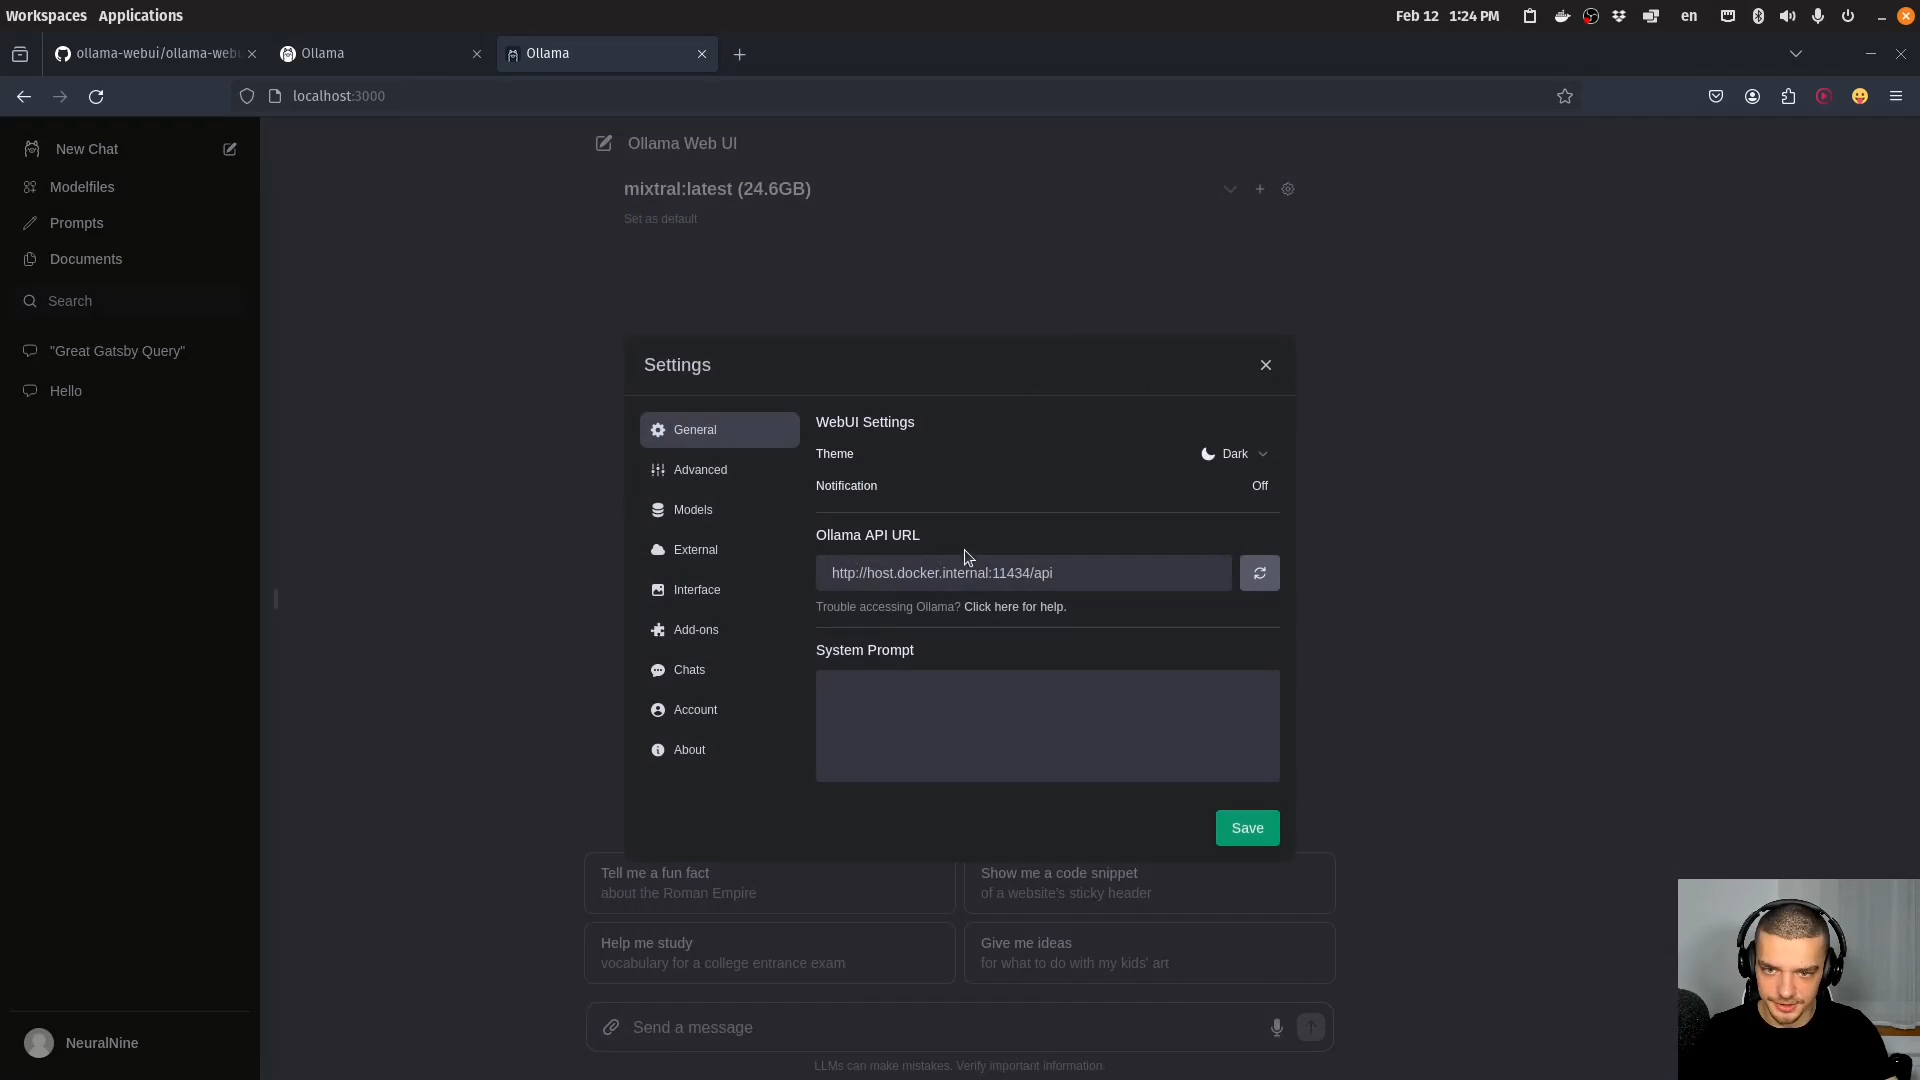 Workspaces Applications
Feb 12 1:24 PM
en
ollama-webui/ollama-webu
Ollama
Ollama
localhost:3000
New Chat
Modelfiles
Prompts
Documents
Search
"Great Gatsby Query"
Hello
NeuralNine
Ollama Web UI
mixtral:latest (24.6GB)
Set as default
Settings
General
Advanced
Models
External
Interface
Add-ons
Chats
Account
About
WebUI Settings
Theme
Dark
Notification
Off
Ollama API URL
http://host.docker.internal:11434/api
Trouble accessing Ollama? Click here for help.
System Prompt
Save
Tell me a fun fact
about the Roman Empire
Show me a code snippet
of a website's sticky header
Help me study
vocabulary for a college entrance exam
Give me ideas
for what to do with my kids' art
Send a message
LLMs can make mistakes. Verify important information.